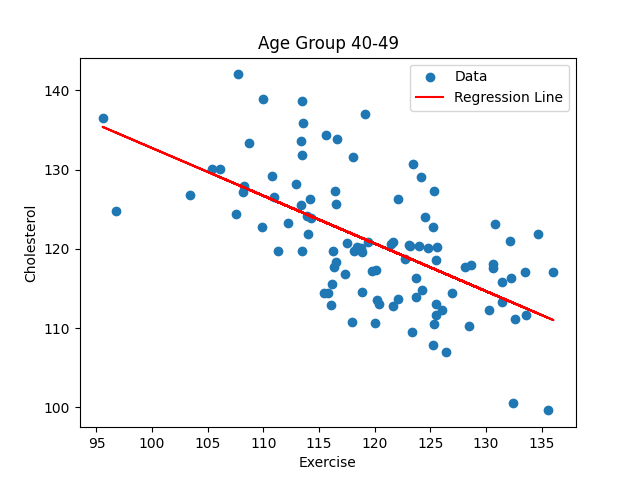 Age Group 40-49
Data
Regression Line
Cholesterol
140
130
120
110
100
95 100 105 110 115 120 125 130 135
Exercise